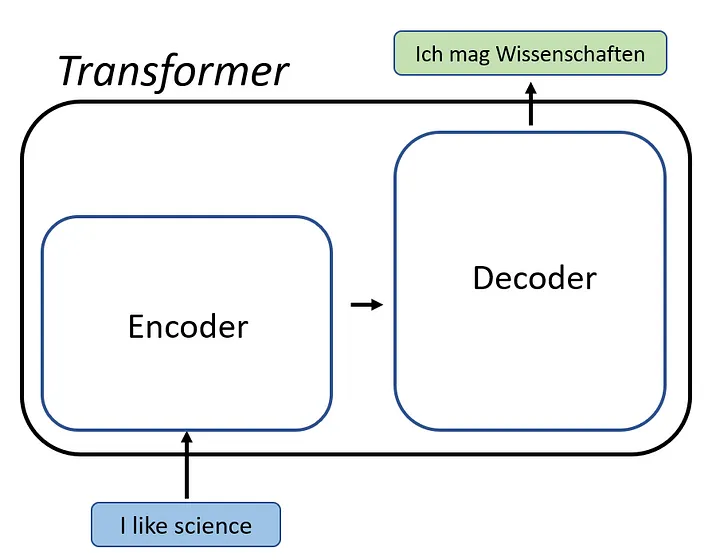 Transformer
Ich mag Wissenschaften
Encoder
Decoder
I like science